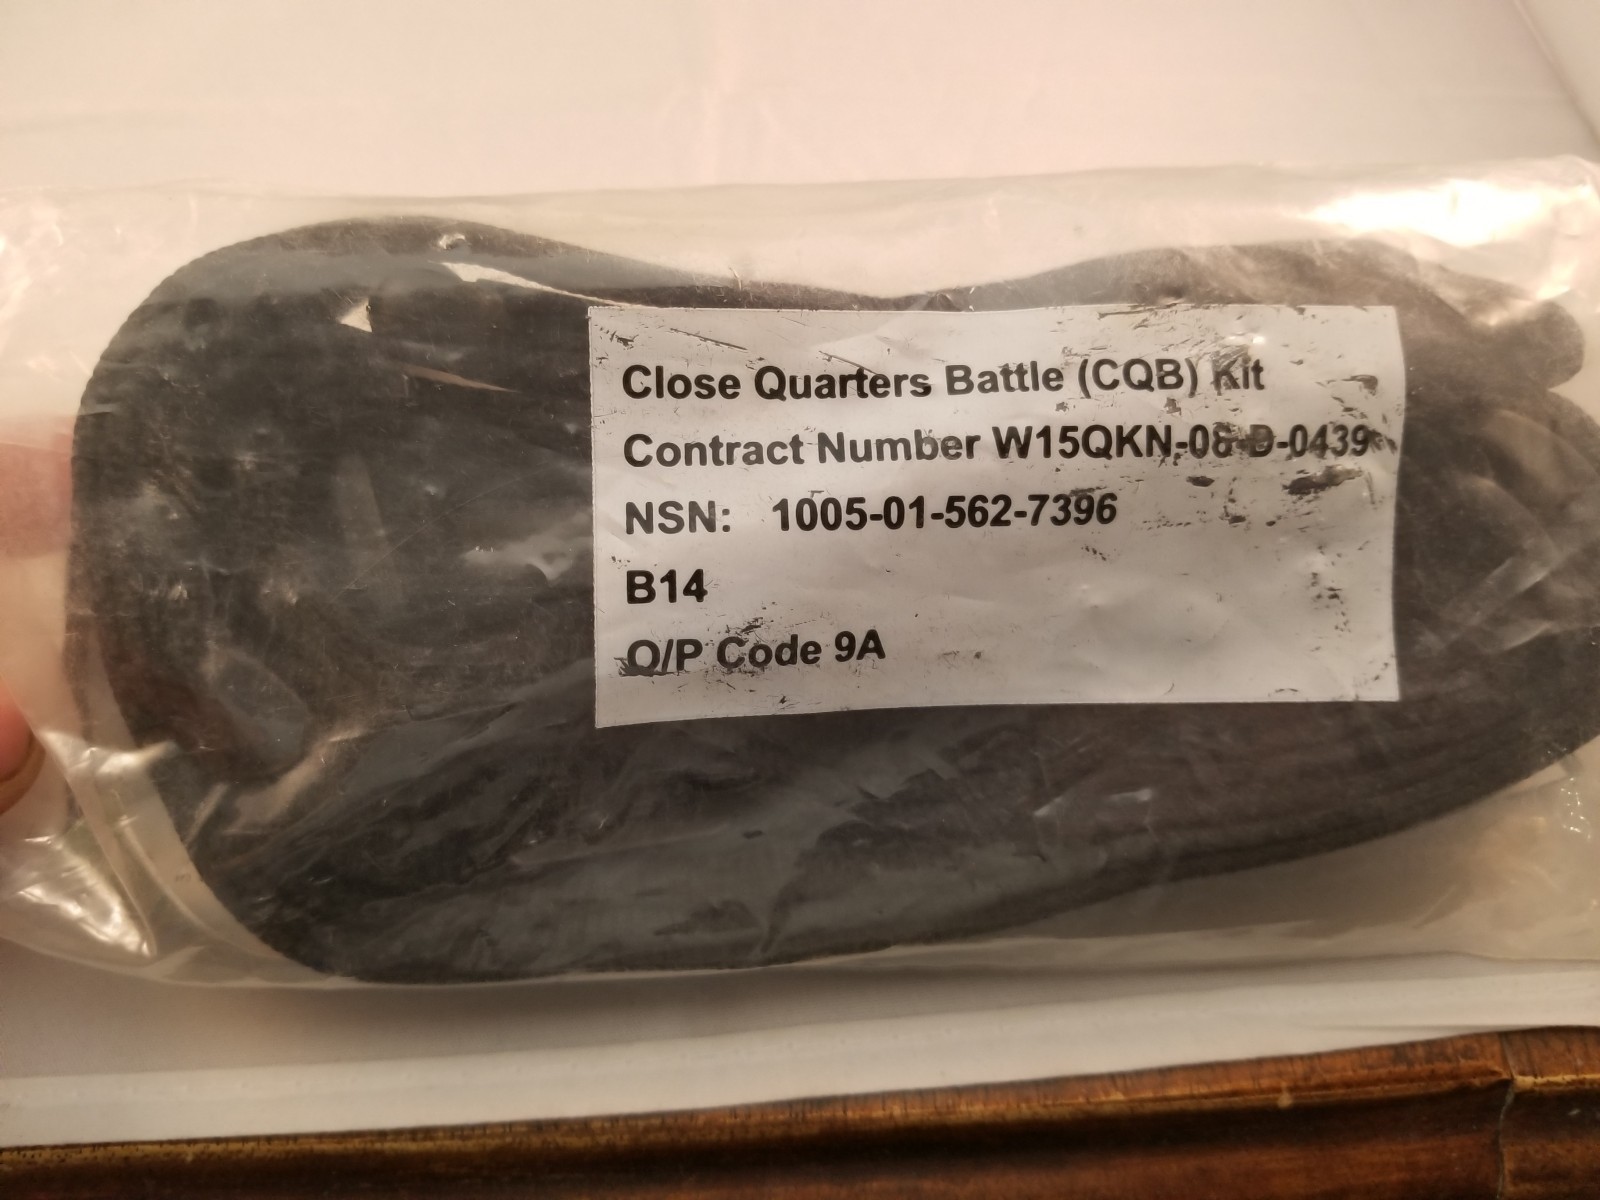 Close Quarters Battle (CQB) Kit
Contract Number W15QKN-08-D-0439
NSN: 1005-01-562-7396
B14
O/P Code 9A